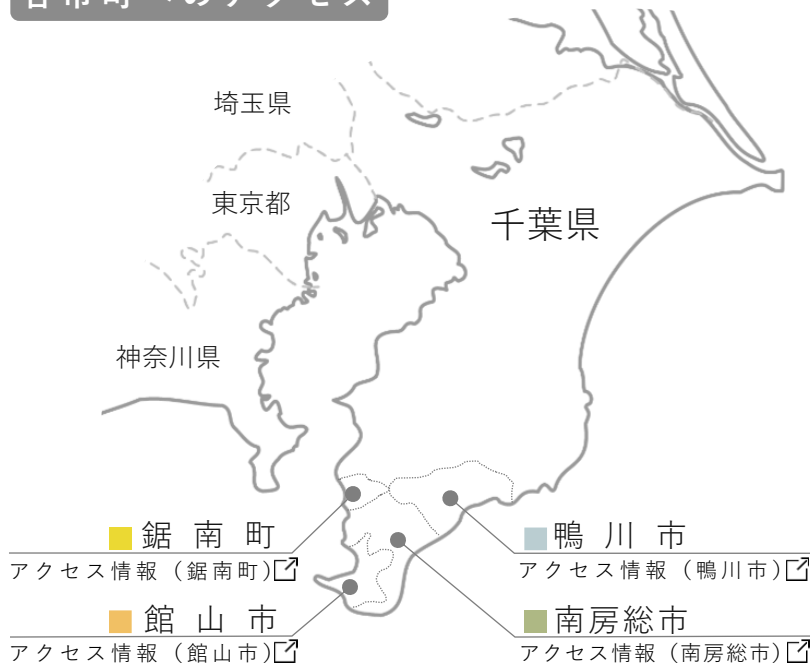 各市町へのアクセス
埼玉県
東京都
千葉県
神奈川県
鋸南町
アクセス情報（鋸南町）
鴨川市
アクセス情報（鴨川市）
館山市
アクセス情報（館山市）
南房総市
アクセス情報（南房総市）